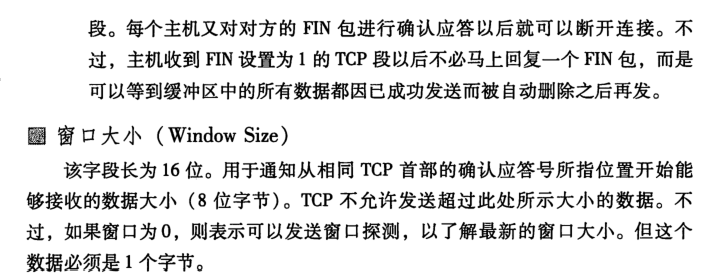 段。每个主机又对对方的 FIN 包进行确认应答以后就可以断开连接。不
过，主机收到 FIN 设置为 1 的 TCP 段以后不必马上回复一个 FIN 包，而是
可以等到缓冲区中的所有数据都因已成功发送而被自动删除之后再发。
窗口大小（Window Size）
该字段长为 16 位。用于通知从相同 TCP 首部的确认应答号所指位置开始能
够接收的数据大小（8 位字节）。TCP 不允许发送超过此处所示大小的数据。不
过，如果窗口为 0，则表示可以发送窗口探测，以了解最新的窗口大小。但这个
数据必须是 1 个字节。